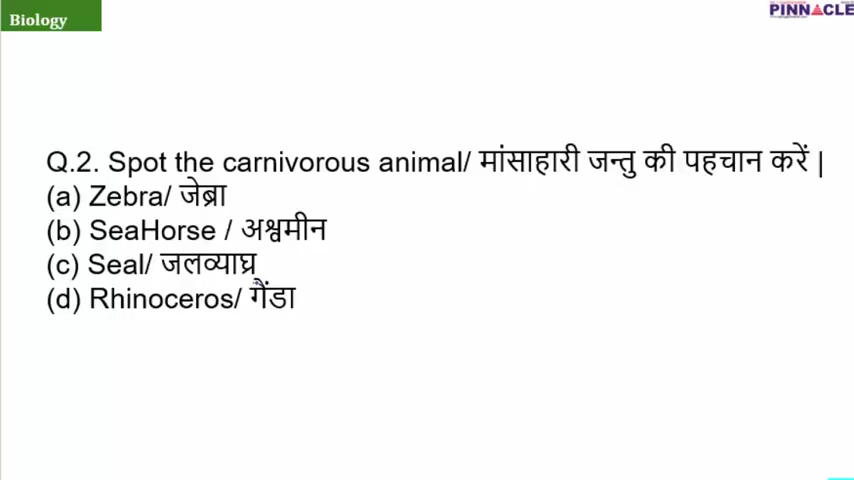 Biology
PINNACLE
Q.2. Spot the carnivorous animal/ मांसाहारी जन्तु की पहचान करें |
(a) Zebra/ जेब्रा
(b) SeaHorse / अश्वमीन
(c) Seal/ जलव्याघ्र
(d) Rhinoceros/ गैंडा